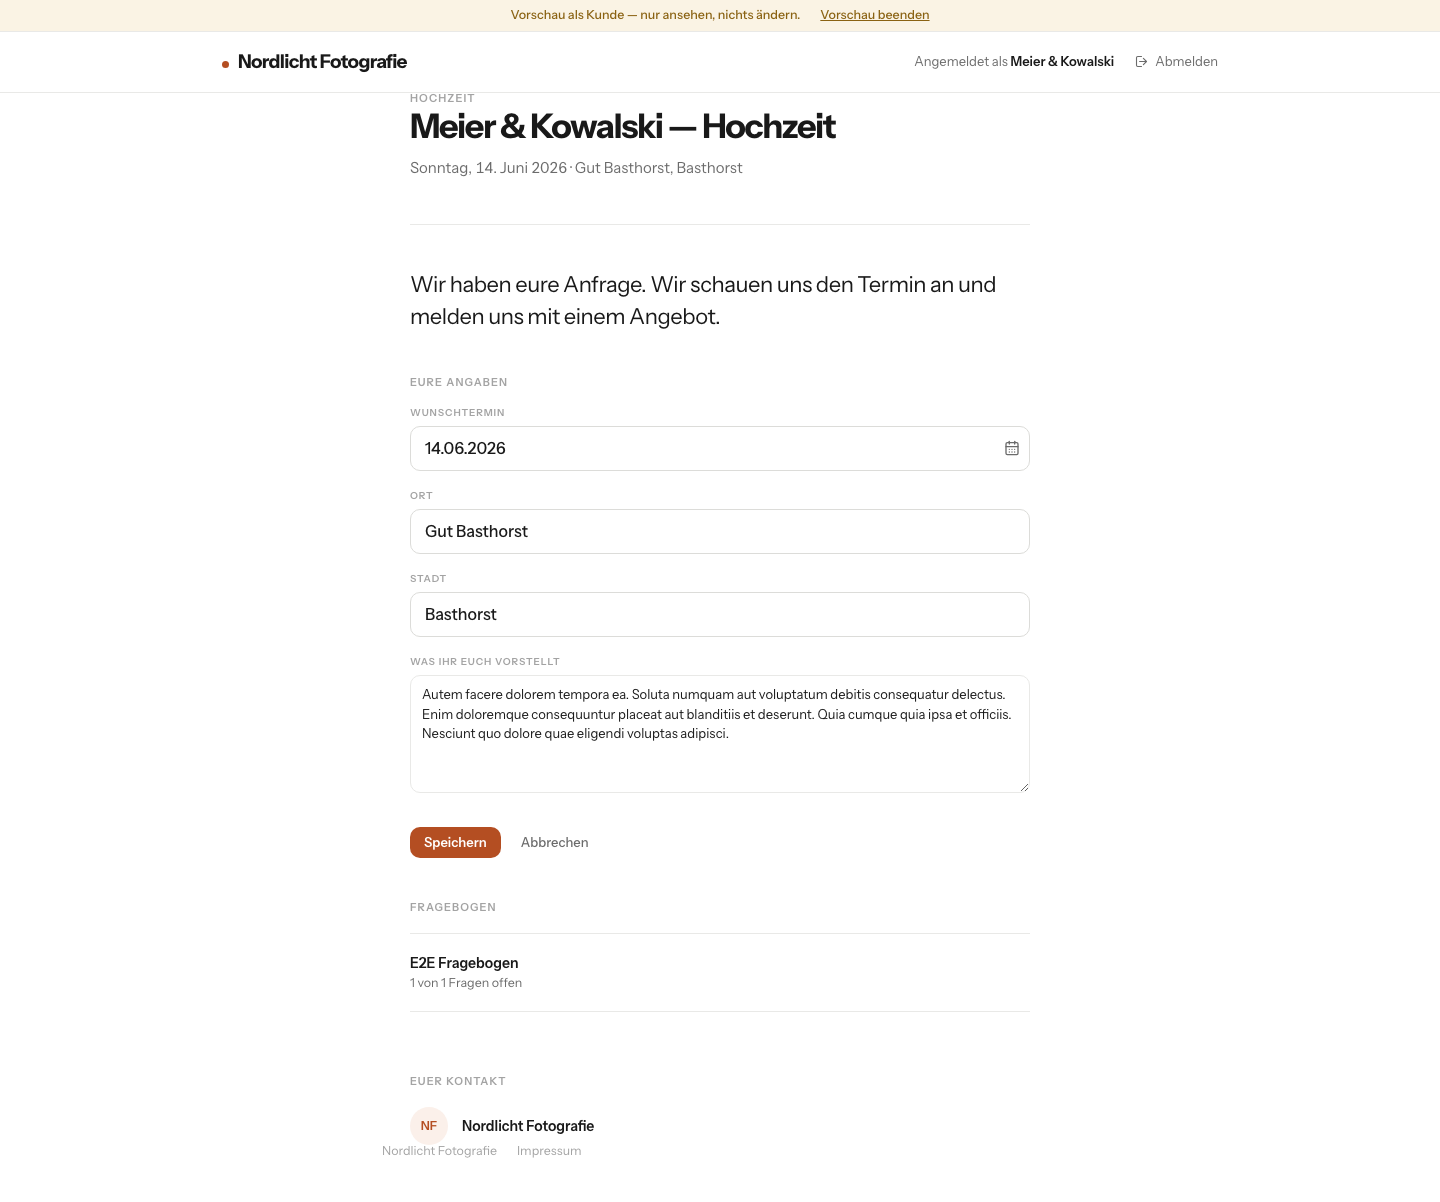 Vorschau als Kunde — nur ansehen, nichts ändern. Vorschau beenden
Nordlicht Fotografie
Angemeldet als Meier & Kowalski Abmelden
HOCHZEIT
Meier & Kowalski — Hochzeit
Sonntag, 14. Juni 2026 · Gut Basthorst, Basthorst
Wir haben eure Anfrage. Wir schauen uns den Termin an und
melden uns mit einem Angebot.
EURE ANGABEN
WUNSCHTERMIN
14.06.2026
ORT
Gut Basthorst
STADT
Basthorst
WAS IHR EUCH VORSTELLT
Autem facere dolorem tempora ea. Soluta numquam aut voluptatum debitis consequatur delectus.
Enim doloremque consequuntur placeat aut blanditiis et deserunt. Quia cumque quia ipsa et officiis.
Nesciunt quo dolore quae eligendi voluptas adipisci.
Speichern Abbrechen
FRAGEBOGEN
E2E Fragebogen
1 von 1 Fragen offen
EUER KONTAKT
NF Nordlicht Fotografie
Nordlicht Fotografie Impressum